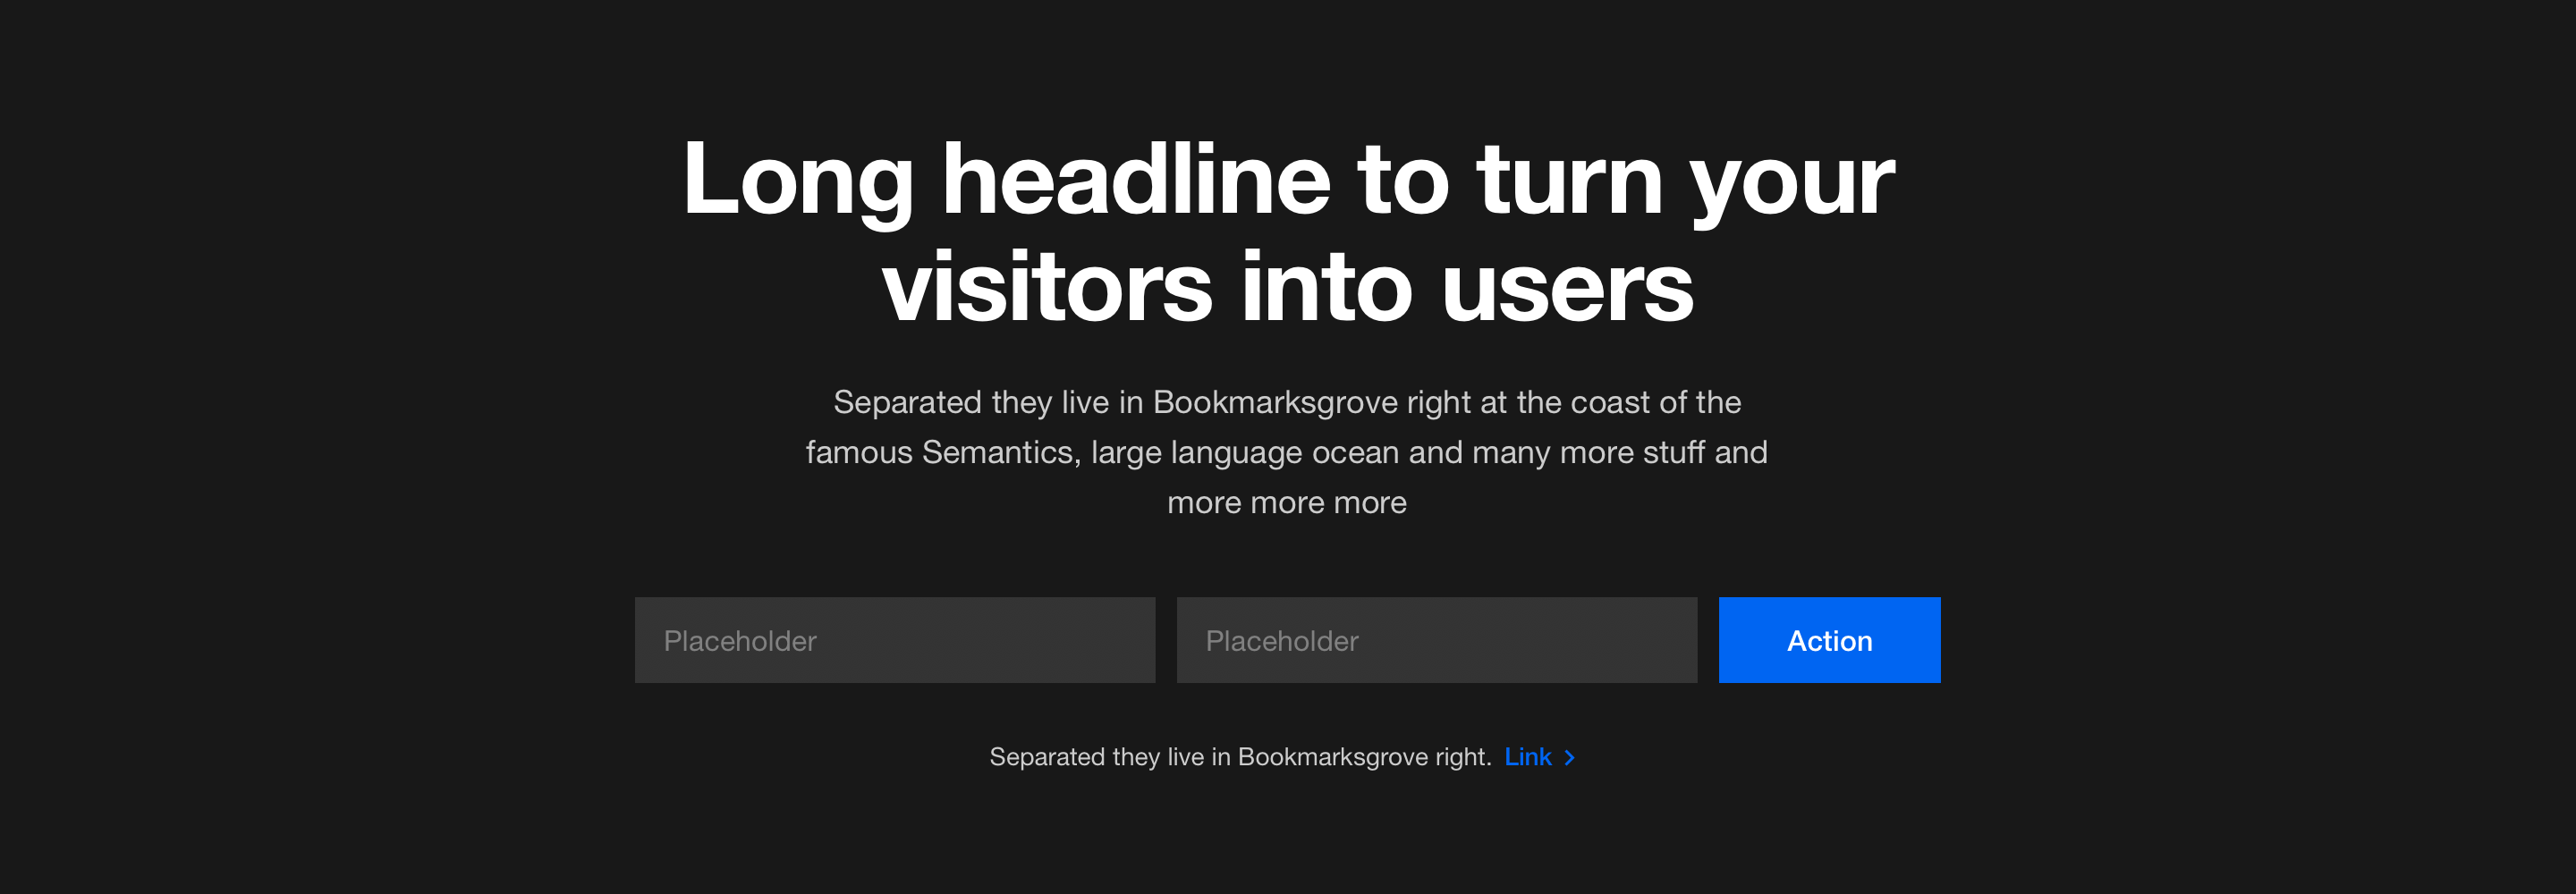 Long headline to turn your
visitors into users
Separated they live in Bookmarksgrove right at the coast of the
famous Semantics, large language ocean and many more stuff and
more more more
Placeholder
Placeholder
Action
Separated they live in Bookmarksgrove right. Link